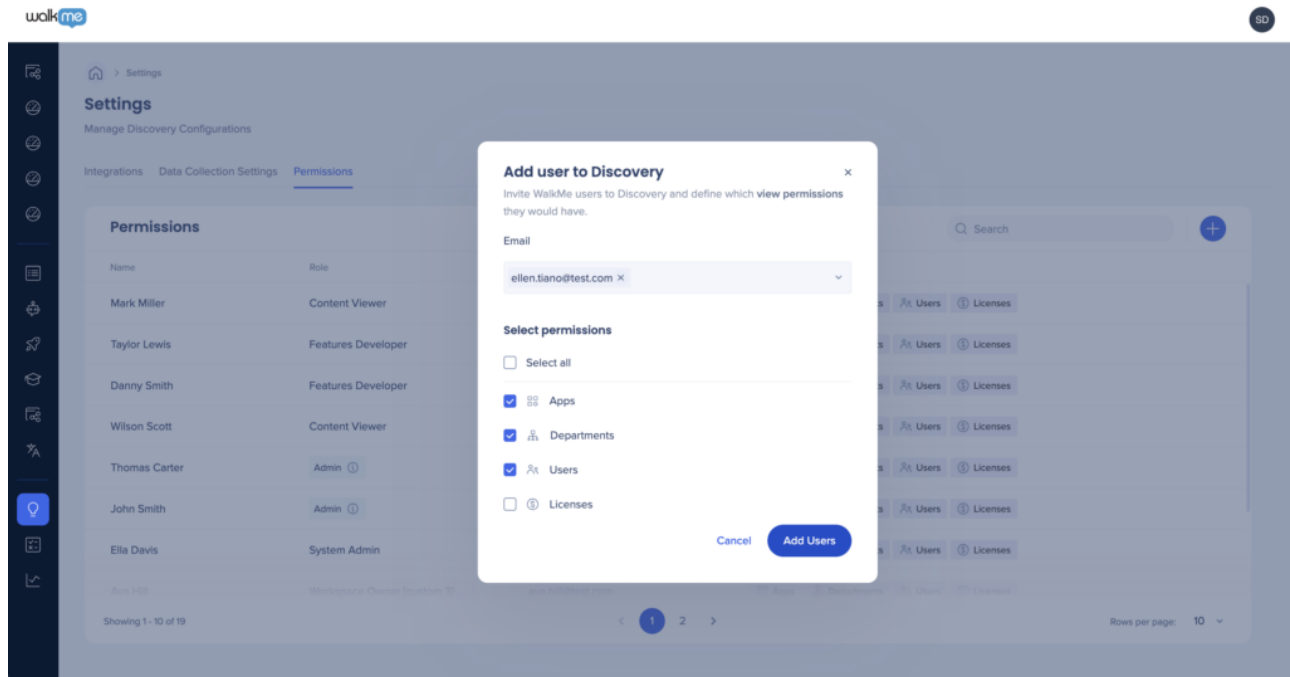 walkme
SD
> Settings
Settings
Manage Discovery Configurations
Integrations Data Collection Settings Permissions
Permissions
Search
Name Role
Mark Miller Content Viewer Users Licenses
Taylor Lewis Features Developer Users Licenses
Danny Smith Features Developer Users Licenses
Wilson Scott Content Viewer Users Licenses
Thomas Carter Admin Users Licenses
John Smith Admin Users Licenses
Ella Davis System Admin Users Licenses
Ava Hill
Showing 1 - 10 of 19
< 1 2 >
Rows per page: 10
Add user to Discovery ×
Invite WalkMe users to Discovery and define which view permissions
they would have.
Email
ellen.tiano@test.com ×
Select permissions
Select all
Apps
Departments
Users
Licenses
Cancel Add Users